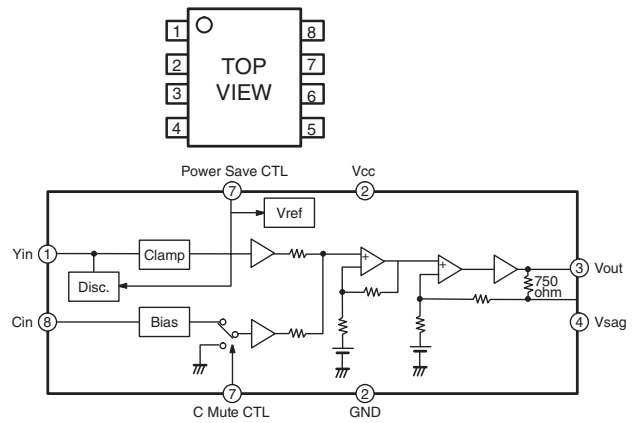 1
8
2
TOP
7
3
VIEW
6
4
5
Power Save CTL
Vcc
7
2
Vref
Yin
1
Clamp
+
+
3
Vout
Disc.
750
ohm
Cin
8
Bias
4
Vsag
7
2
C Mute CTL
GND